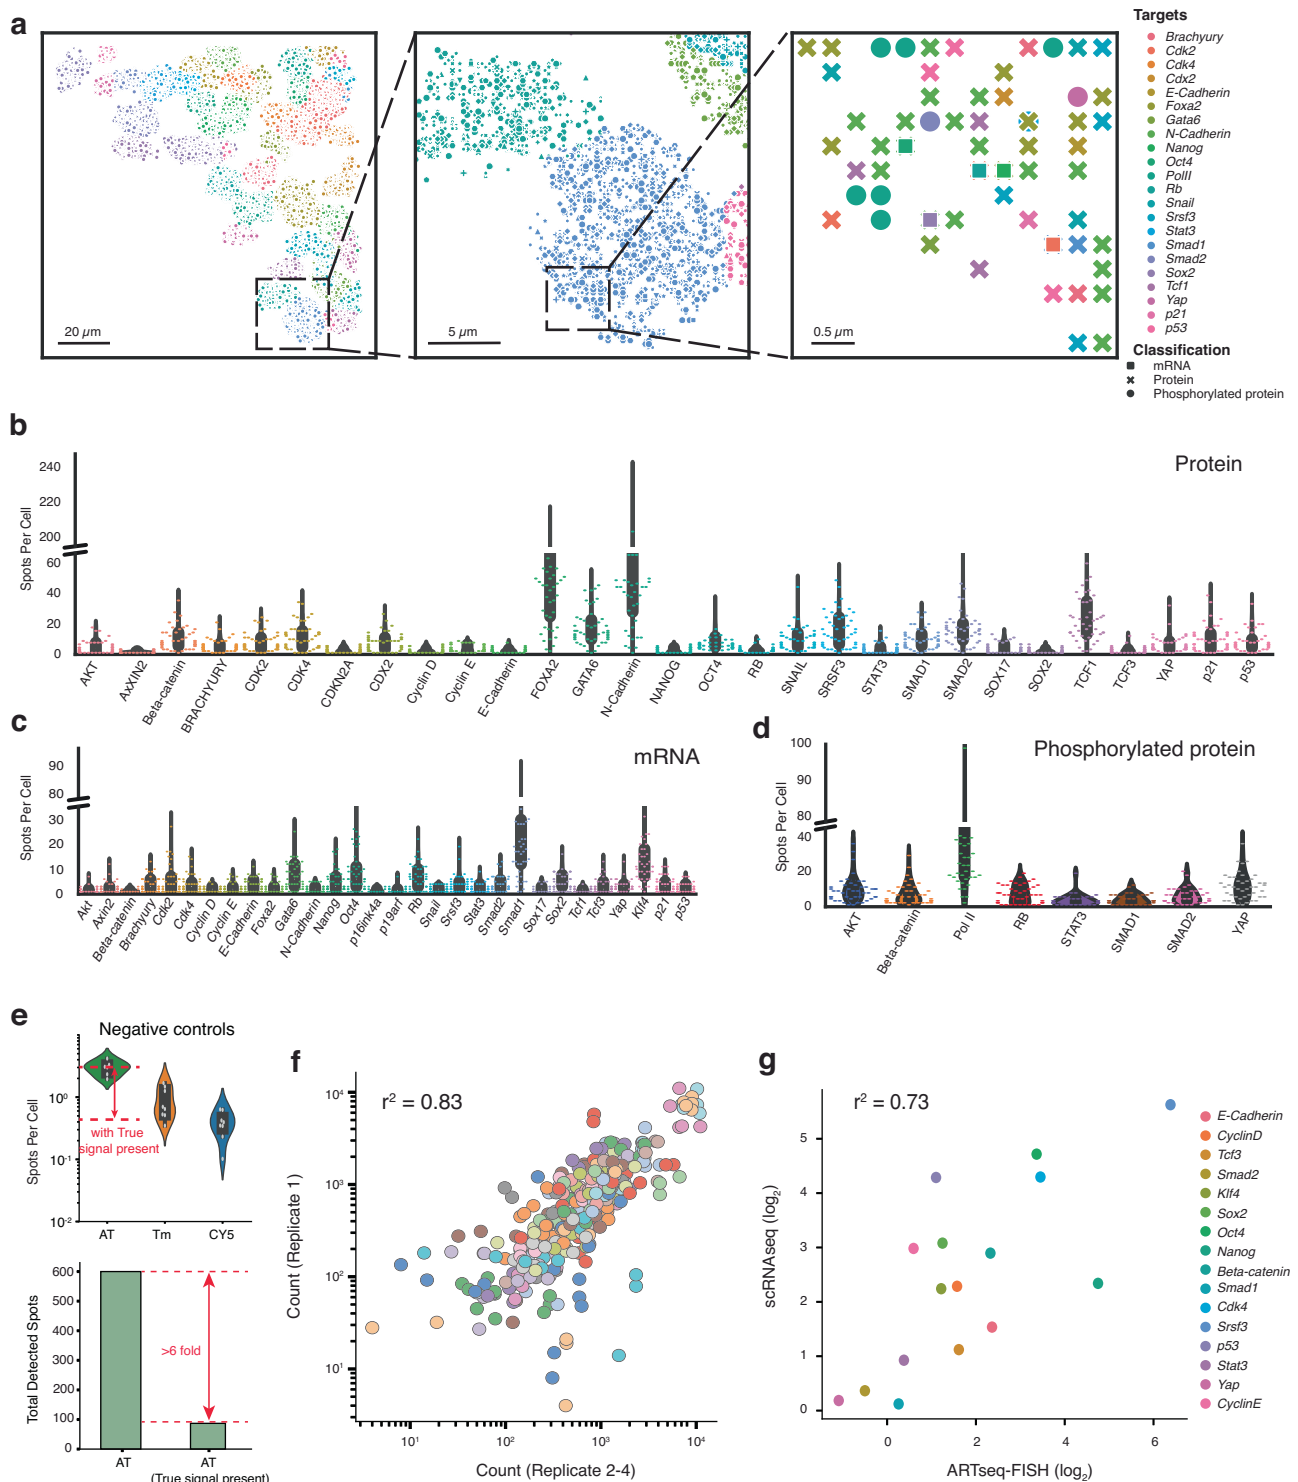 a
Targets
Brachyury
Cdk2
Cdk4
Cdx2
E-Cadherin
Foxa2
Gata6
N-Cadherin
Nanog
Oct4
PolII
Rb
Snail
Srsf3
Stat3
Smad1
Smad2
Sox2
Tcf1
Yap
p21
p53
Classification
mRNA
Protein
Phosphorylated protein
20 µm
5 µm
0.5 µm
b
Protein
Spots Per Cell
240
220
200
60
40
20
0
AKT
AxXIN2
Beta-catenin
BRACHYURY
CDK2
CDK4
CDKN2A
CDX2
Cyclin D
Cyclin E
E-Cadherin
FOXA2
GATA6
N-Cadherin
NANOG
OCT4
RB
SNAIL
SRSF3
STAT3
SMAD1
SMAD2
SOX17
SOX2
TCF1
TCF3
YAP
p21
p53
c
mRNA
Spots Per Cell
90
80
30
20
10
0
Akt
Axin2
Beta-catenin
Brachyury
Cdk2
Cdk4
Cyclin D
Cyclin E
E-Cadherin
Foxa2
Gata6
N-Cadherin
Nanog
Oct4
p16ink4a
p19arf
Rb
Snail
Srsf3
Stat3
Smad2
Smad1
Sox17
Sox2
Tcf1
Tcf3
Yap
Klf4
p21
p53
d
Phosphorylated protein
Spots Per Cell
100
90
80
40
20
0
AKT
Beta-catenin
Pol II
RB
STAT3
SMAD1
SMAD2
YAP
e
Negative controls
Spots Per Cell
10⁰
10⁻¹
10⁻²
with True
signal present
AT
Tm
CY5
Total Detected Spots
600
500
400
300
200
100
0
>6 fold
AT
AT
(True signal present)
f
r² = 0.83
Count (Replicate 1)
10⁴
10³
10²
10¹
10¹
10²
10³
10⁴
Count (Replicate 2-4)
g
r² = 0.73
scRNAseq (log₂)
5
4
3
2
1
0
0
2
4
6
ARTseq-FISH (log₂)
E-Cadherin
CyclinD
Tcf3
Smad2
Klf4
Sox2
Oct4
Nanog
Beta-catenin
Smad1
Cdk4
Srsf3
p53
Stat3
Yap
CyclinE